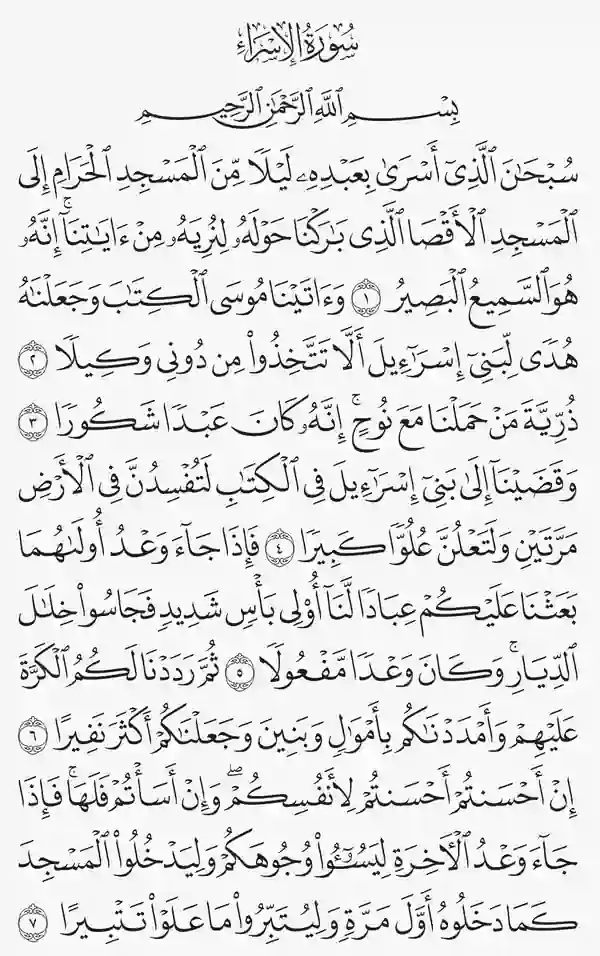 سُورَةُ الإِسْرَاءِ
بِسْمِ ٱللَّهِ ٱلرَّحْمَٰنِ ٱلرَّحِيمِ
سُبْحَٰنَ ٱلَّذِىٓ أَسْرَىٰ بِعَبْدِهِۦ لَيْلًا مِّنَ ٱلْمَسْجِدِ ٱلْحَرَامِ إِلَى
ٱلْمَسْجِدِ ٱلْأَقْصَا ٱلَّذِى بَٰرَكْنَا حَوْلَهُۥ لِنُرِيَهُۥ مِنْ ءَايَٰتِنَآۚ إِنَّهُۥ
هُوَ ٱلسَّمِيعُ ٱلْبَصِيرُ ١ وَءَاتَيْنَا مُوسَى ٱلْكِتَٰبَ وَجَعَلْنَٰهُ
هُدًى لِّبَنِىٓ إِسْرَٰٓءِيلَ أَلَّا تَتَّخِذُوا۟ مِن دُونِى وَكِيلًا ٢
ذُرِّيَّةَ مَنْ حَمَلْنَا مَعَ نُوحٍۚ إِنَّهُۥ كَانَ عَبْدًا شَكُورًا ٣
وَقَضَيْنَآ إِلَىٰ بَنِىٓ إِسْرَٰٓءِيلَ فِى ٱلْكِتَٰبِ لَتُفْسِدُنَّ فِى ٱلْأَرْضِ
مَرَّتَيْنِ وَلَتَعْلُنَّ عُلُوًّا كَبِيرًا ٤ فَإِذَا جَآءَ وَعْدُ أُولَىٰهُمَا
بَعَثْنَا عَلَيْكُمْ عِبَادًا لَّنَآ أُو۟لِى بَأْسٍ شَدِيدٍ فَجَاسُوا۟ خِلَٰلَ
ٱلدِّيَارِۚ وَكَانَ وَعْدًا مَّفْعُولًا ٥ ثُمَّ رَدَدْنَا لَكُمُ ٱلْكَرَّةَ
عَلَيْهِمْ وَأَمْدَدْنَٰكُم بِأَمْوَٰلٍ وَبَنِينَ وَجَعَلْنَٰكُمْ أَكْثَرَ نَفِيرًا ٦
إِنْ أَحْسَنتُمْ أَحْسَنتُمْ لِأَنفُسِكُمْۖ وَإِنْ أَسَأْتُمْ فَلَهَاۚ فَإِذَا
جَآءَ وَعْدُ ٱلْأَخِرَةِ لِيَسُۥٓـُٔوا۟ وُجُوهَكُمْ وَلِيَدْخُلُوا۟ ٱلْمَسْجِدَ
كَمَا دَخَلُوهُ أَوَّلَ مَرَّةٍ وَلِيُتَبِّرُوا۟ مَا عَلَوْا۟ تَتْبِيرًا ٧